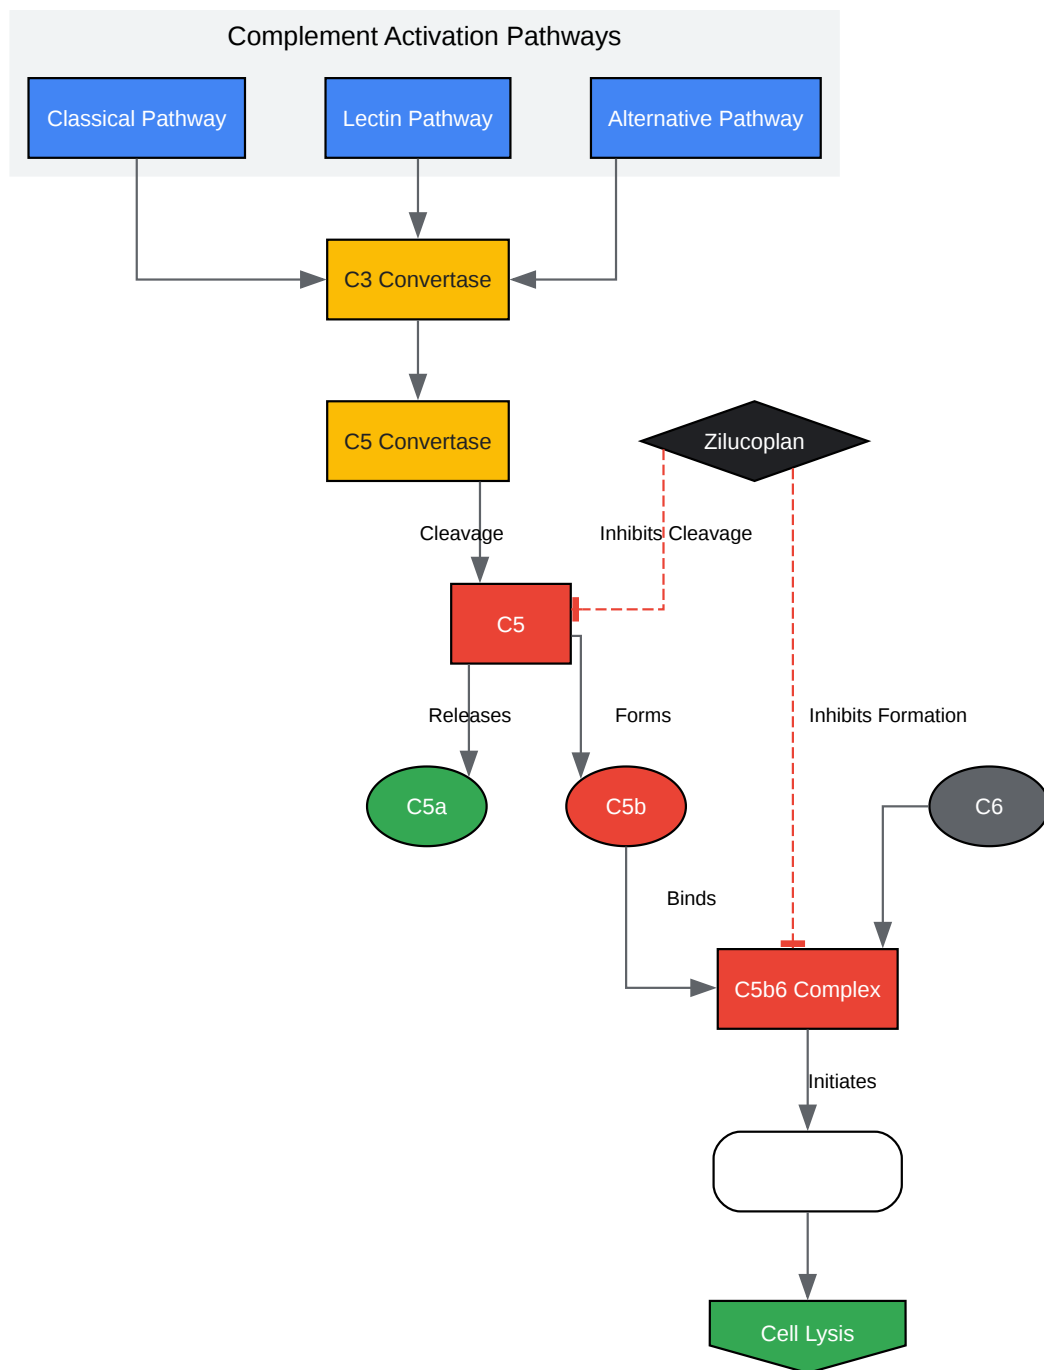 Complement Activation Pathways
Classical Pathway
Lectin Pathway
Alternative Pathway
C3 Convertase
C5 Convertase
Zilucoplan
Cleavage
Inhibits Cleavage
C5
Releases
Forms
Inhibits Formation
C5a
C5b
C6
Binds
C5b6 Complex
Initiates
Cell Lysis